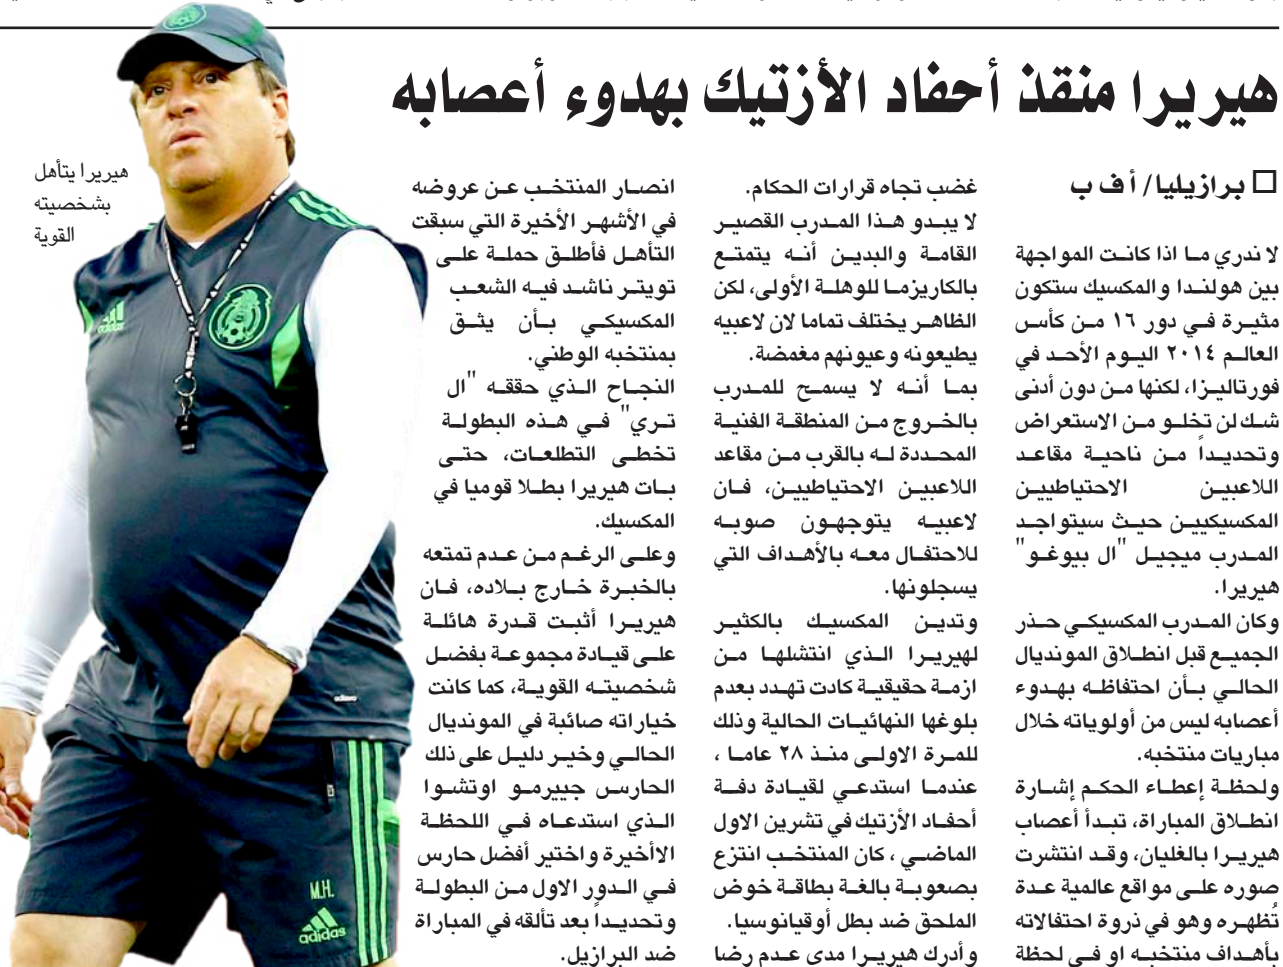 هيريرا منقذ أحفاد الأزتيك بهدوء أعصابه
□ برازيليا/ أ ف ب
لا ندري ما اذا كانت المواجهة
بين هولندا والمكسيك ستكون
مثيرة في دور ١٦ من كأس
العالم ٢٠١٤ اليوم الأحد في
فورتاليزا، لكنها من دون أدنى
شك لن تخلو من الاستعراض
وتحديداً من ناحية مقاعد
اللاعبين الاحتياطيين
المكسيكيين حيث سيتواجد
المدرب ميجيل "ال بيوغو"
هيريرا.
وكان المدرب المكسيكي حذر
الجميع قبل انطلاق المونديال
الحالي بأن احتفاظه بهدوء
أعصابه ليس من أولوياته خلال
مباريات منتخبه.
ولحظة إعطاء الحكم إشارة
انطلاق المباراة، تبدأ أعصاب
هيريرا بالغليان، وقد انتشرت
صوره على مواقع عالمية عدة
تُظهره وهو في ذروة احتفالاته
بأهداف منتخبه او في لحظة
غضب تجاه قرارات الحكام.
لا يبدو هذا المدرب القصير
القامة والبدين أنه يتمتع
بالكاريزما للوهلة الأولى، لكن
الظاهر يختلف تماما لان لاعبيه
يطيعونه وعيونهم مغمضة.
بما أنه لا يسمح للمدرب
بالخروج من المنطقة الفنية
المحددة له بالقرب من مقاعد
اللاعبين الاحتياطيين، فان
لاعبيه يتوجهون صوبه
للاحتفال معه بالأهداف التي
يسجلونها.
وتدين المكسيك بالكثير
لهيريرا الذي انتشلها من
ازمة حقيقية كادت تهدد بعدم
بلوغها النهائيات الحالية وذلك
للمرة الاولى منذ ٢٨ عاما ،
عندما استدعي لقيادة دفة
أحفاد الأزتيك في تشرين الاول
الماضي ، كان المنتخب انتزع
بصعوبة بالغة بطاقة خوض
الملحق ضد بطل أوقيانوسيا.
وأدرك هيريرا مدى عدم رضا
انصار المنتخب عن عروضه
في الأشهر الأخيرة التي سبقت
التأهل فأطلق حملة على
تويتر ناشد فيه الشعب
المكسيكي بأن يثق
بمنتخبه الوطني.
النجاح الذي حققه "ال
تري" في هذه البطولة
تخطى التطلعات، حتى
بات هيريرا بطلا قوميا في
المكسيك.
وعلى الرغم من عدم تمتعه
بالخبرة خارج بلاده، فان
هيريرا أثبت قدرة هائلة
على قيادة مجموعة بفضل
شخصيته القوية، كما كانت
خياراته صائبة في المونديال
الحالي وخير دليل على ذلك
الحارس جييرمو اوتشوا
الذي استدعاه في اللحظة
الاأخيرة واختير أفضل حارس
في الدور الاول من البطولة
وتحديداً بعد تألقه في المباراة
ضد البرازيل.
هيريرا يتأهل
بشخصيته
القوية
adidas
M.H.
adidas